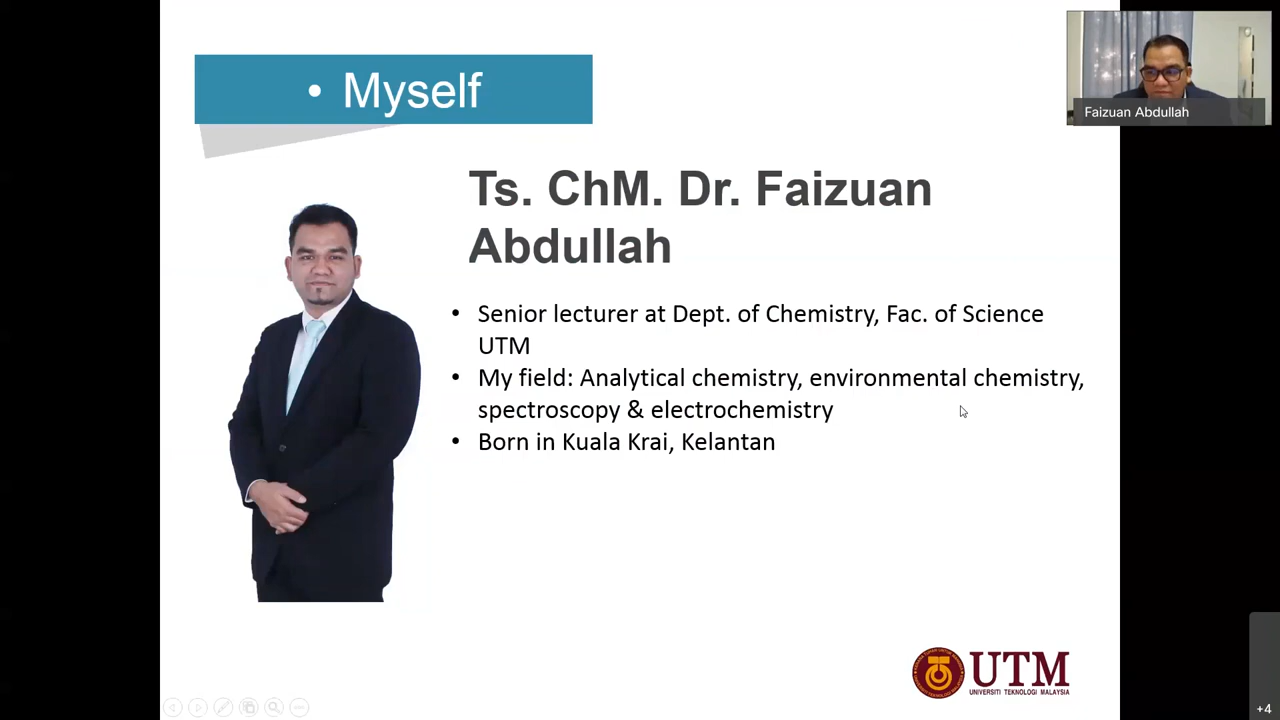 • Myself
Faizuan Abdullah
Ts. ChM. Dr. Faizuan
Abdullah
• Senior lecturer at Dept. of Chemistry, Fac. of Science
UTM
• My field: Analytical chemistry, environmental chemistry,
spectroscopy & electrochemistry
• Born in Kuala Krai, Kelantan
UTM
UNIVERSITI TEKNOLOGI MALAYSIA
+4